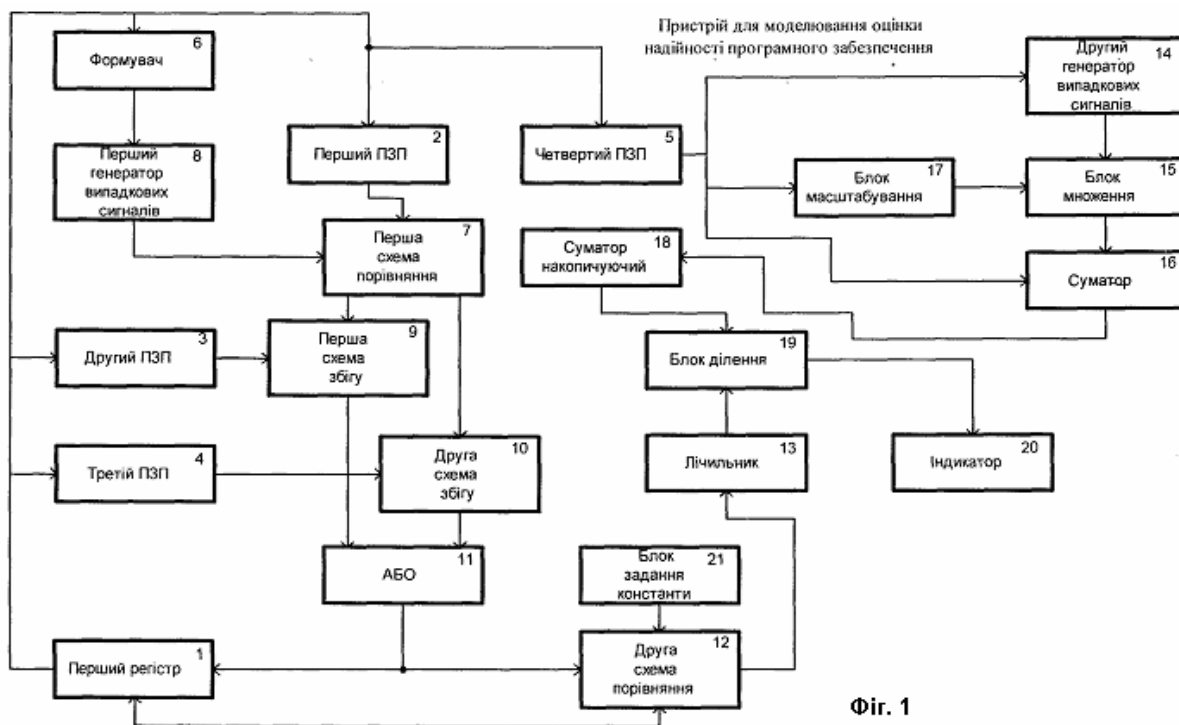 Пристрій для моделювання оцінки
надійності програмного забезпечення
6
Формувач
Другий 14
генератор
випадкових
сигналів
8
Перший
генератор
випадкових
сигналів
2
Перший ПЗП
5
Четвертий ПЗП
17
Блок
масштабування
15
Блок
множення
7
Перша
схема
порівняння
18
Суматор
накопичуючий
16
Суматор
3
Другий ПЗП
9
Перша
схема
збігу
19
Блок ділення
4
Третій ПЗП
10
Друга
схема
збігу
13
Лічильник
20
Індикатор
11
АБО
Блок 21
задання
константи
1
Перший регістр
12
Друга
схема
порівняння
Фіг. 1